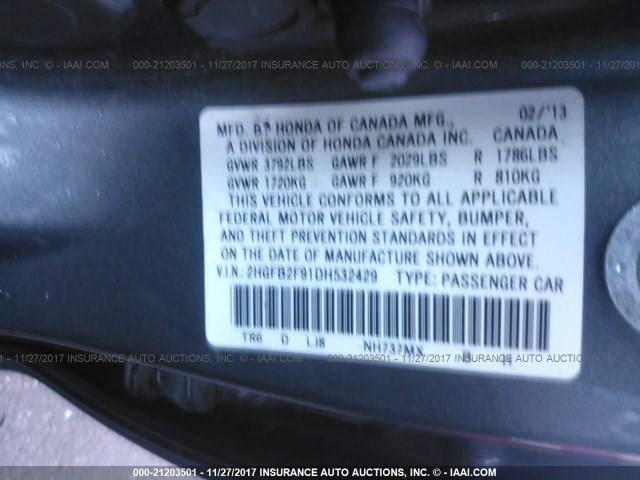 000-21203501 - 11/27/2017 INSURANCE AUTO AUCTIONS, INC. - © IAAI.COM
02/'13
MFD. BY HONDA OF CANADA MFG., CANADA
A DIVISION OF HONDA CANADA INC.
GVWR 3792LBS GAWR F 2029LBS R 1786LBS
GVWR 1720KG GAWR F 920KG R 810KG
THIS VEHICLE CONFORMS TO ALL APPLICABLE
FEDERAL MOTOR VEHICLE SAFETY, BUMPER,
AND THEFT PREVENTION STANDARDS IN EFFECT
ON THE DATE OF MANUFACTURE SHOWN ABOVE.
V.I.N.: 2HGFB2F91DH532429 TYPE: PASSENGER CAR
TR6 D LJ8 NH737MX B H
000-21203501 - 11/27/2017 INSURANCE AUTO AUCTIONS, INC. - © IAAI.COM